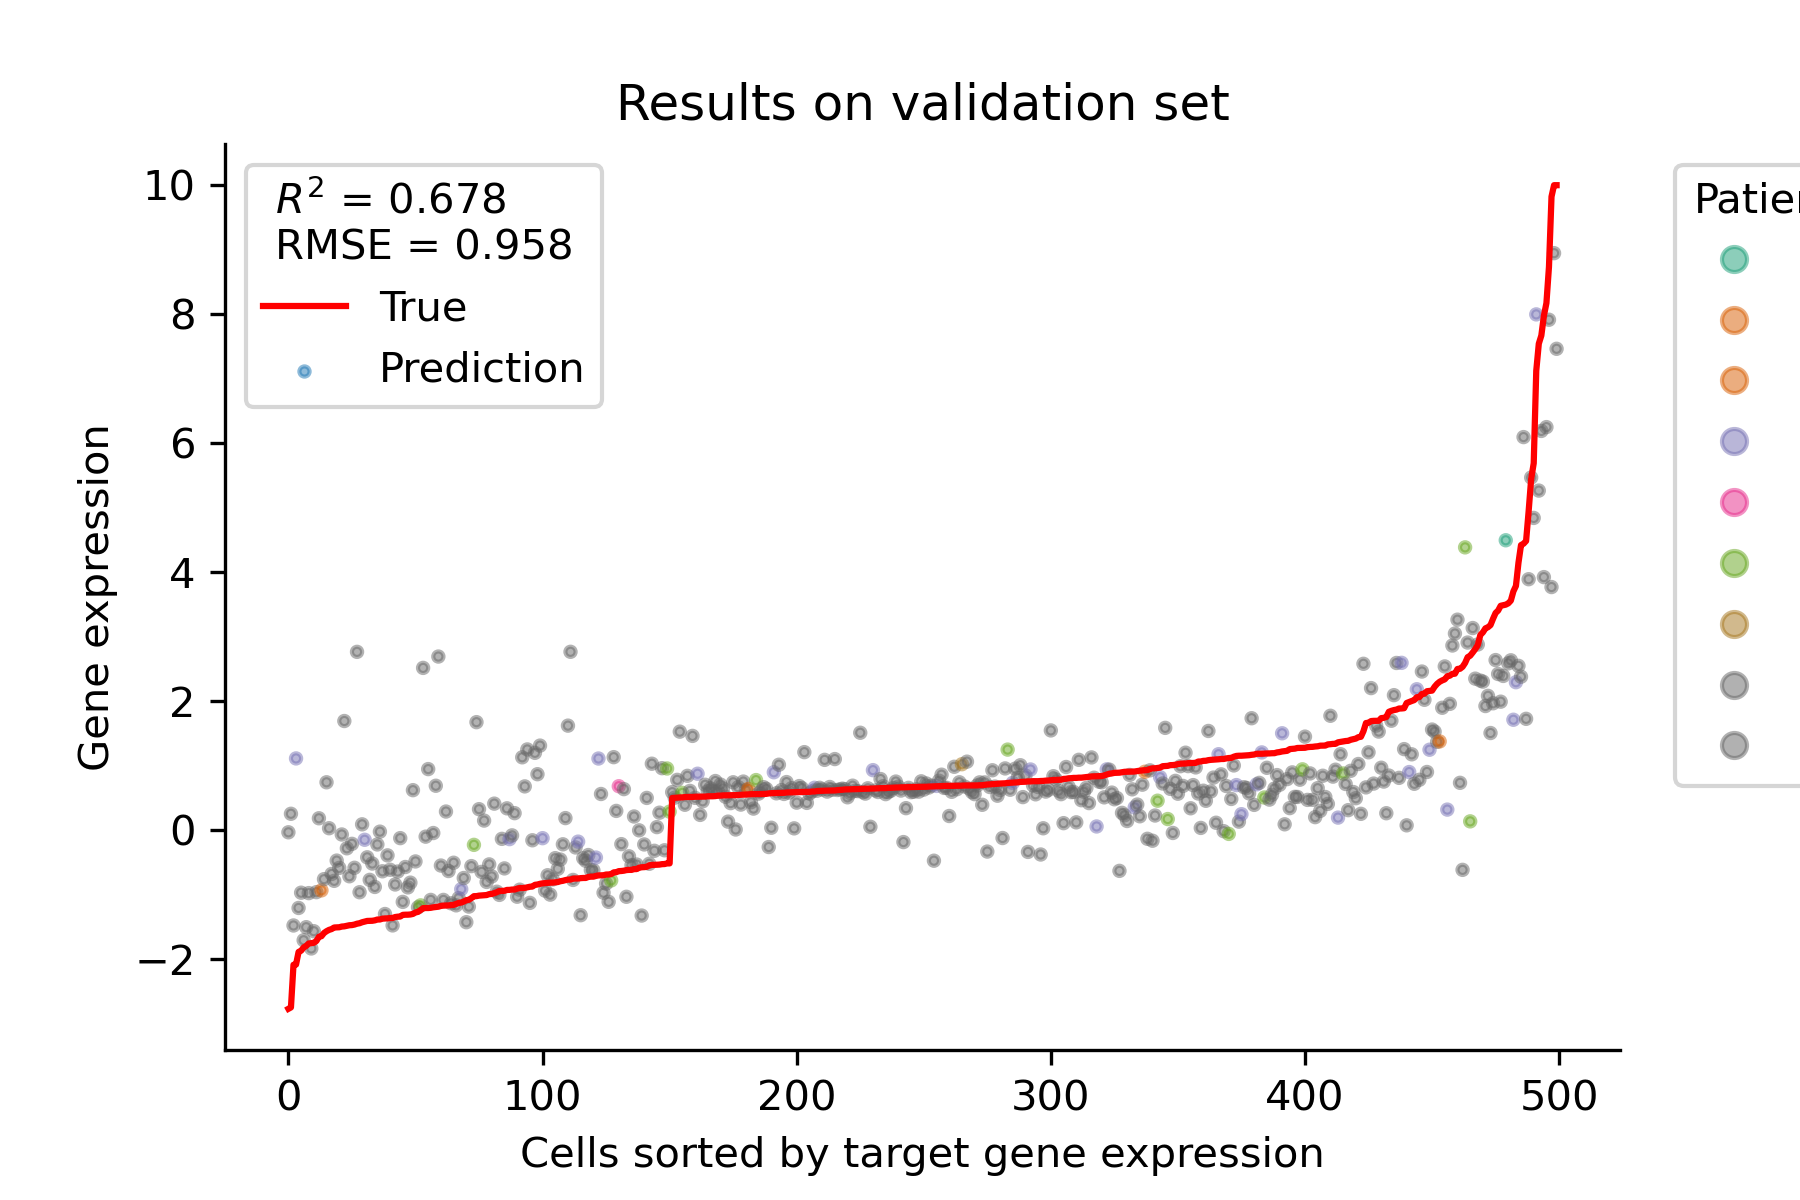 Results on validation set
R² = 0.678
RMSE = 0.958
True
Prediction
Gene expression
10
8
6
4
2
0
−2
0 100 200 300 400 500
Cells sorted by target gene expression